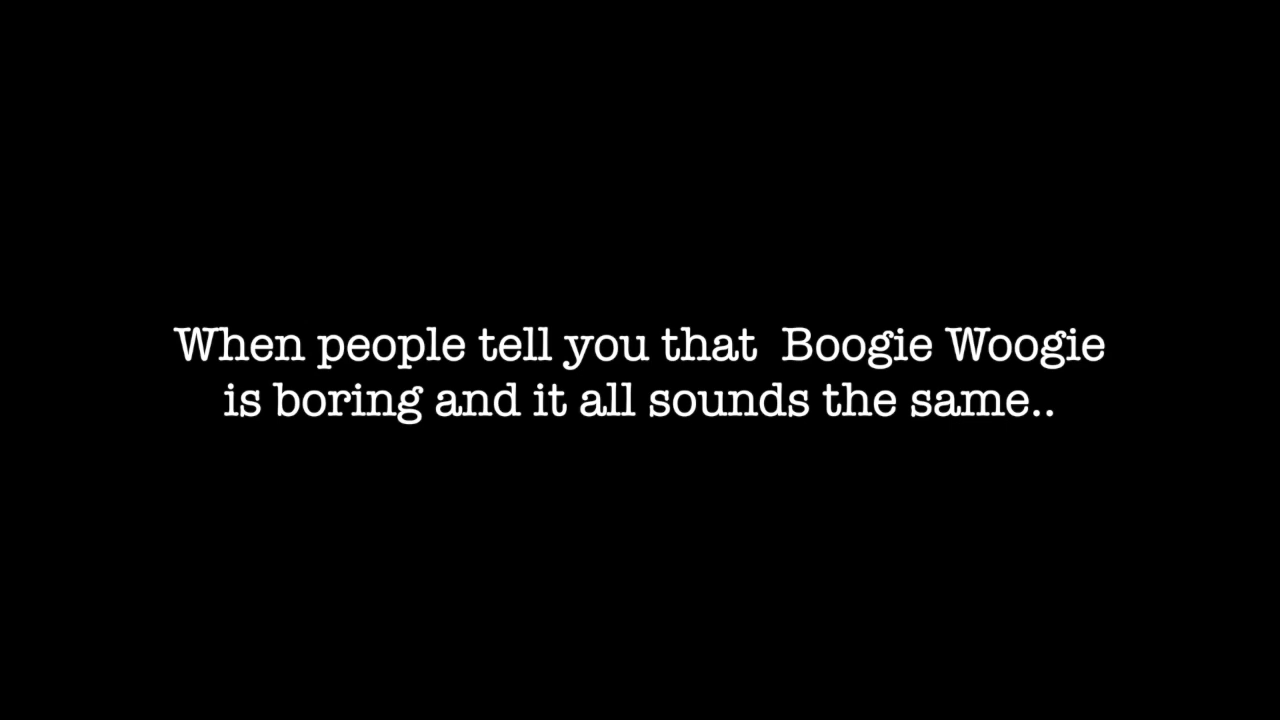 When people tell you that  Boogie Woogie
is boring and it all sounds the same..